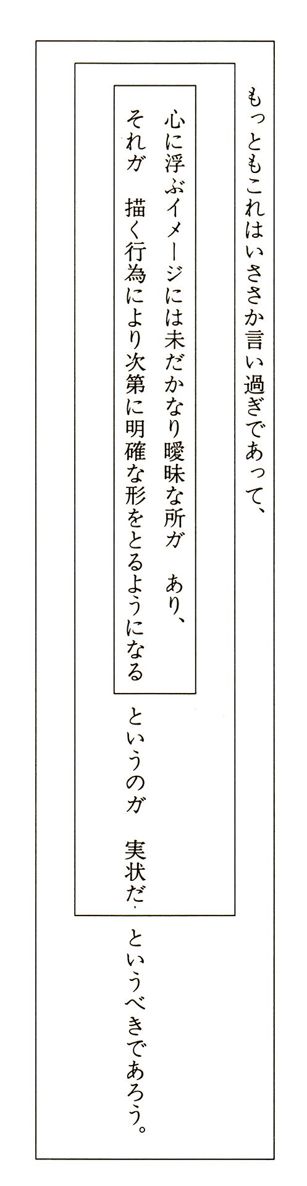 もっともこれはいささか言い過ぎであって、
心に浮ぶイメージには未だかなり曖昧な所が　あり、
それが　描く行為により次第に明確な形をとるようになる　というのが　実状だ　というべきであろう。